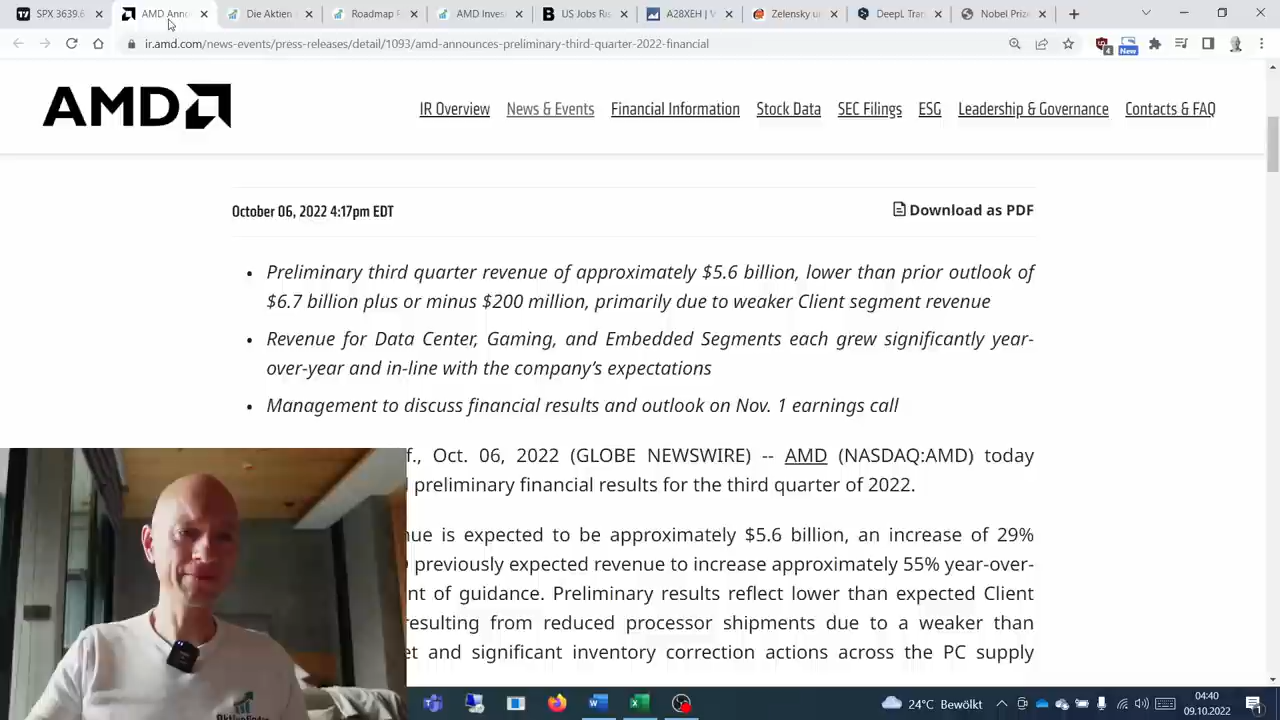 SPX 3639.6
AMD Anno
Die Aktien
Roadmap F
AMD Inves
US Jobs Ris
A28XEH |
Zelensky u
DeepL Tran
Nobel Prize
ir.amd.com/news-events/press-releases/detail/1093/amd-announces-preliminary-third-quarter-2022-financial
New
AMD
IR Overview
News & Events
Financial Information
Stock Data
SEC Filings
ESG
Leadership & Governance
Contacts & FAQ
October 06, 2022 4:17pm EDT
Download as PDF
• Preliminary third quarter revenue of approximately $5.6 billion, lower than prior outlook of
$6.7 billion plus or minus $200 million, primarily due to weaker Client segment revenue
• Revenue for Data Center, Gaming, and Embedded Segments each grew significantly year-
over-year and in-line with the company’s expectations
• Management to discuss financial results and outlook on Nov. 1 earnings call
f., Oct. 06, 2022 (GLOBE NEWSWIRE) -- AMD (NASDAQ:AMD) today
preliminary financial results for the third quarter of 2022.
nue is expected to be approximately $5.6 billion, an increase of 29%
previously expected revenue to increase approximately 55% year-over-
nt of guidance. Preliminary results reflect lower than expected Client
resulting from reduced processor shipments due to a weaker than
et and significant inventory correction actions across the PC supply
24°C Bewölkt
04:40
09.10.2022